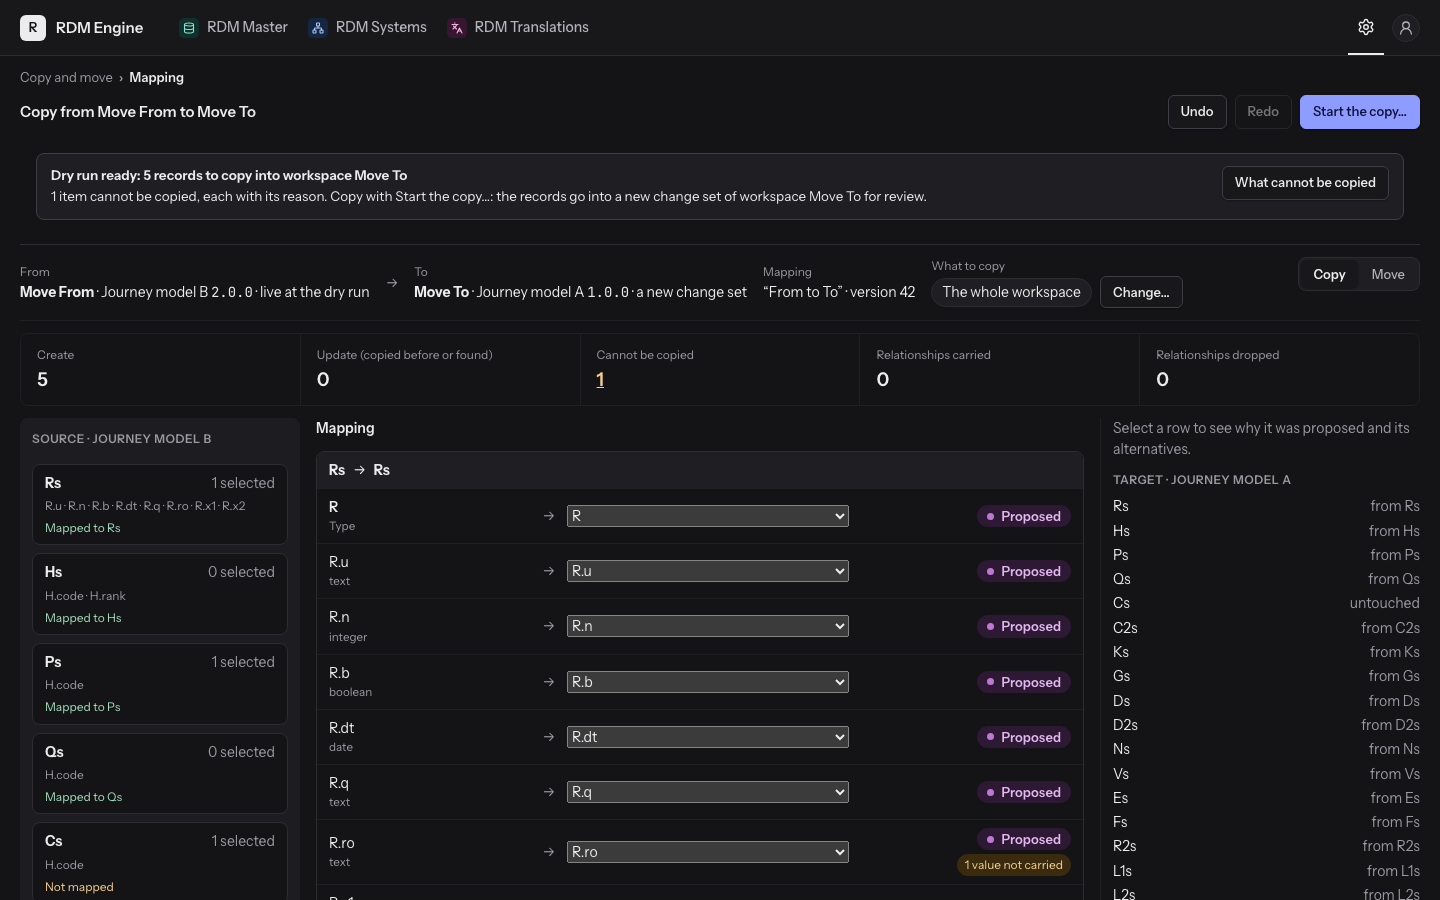 R RDM Engine RDM Master RDM Systems RDM Translations
Copy and move › Mapping
Copy from Move From to Move To
Undo Redo Start the copy...
Dry run ready: 5 records to copy into workspace Move To
1 item cannot be copied, each with its reason. Copy with Start the copy...: the records go into a new change set of workspace Move To for review.
What cannot be copied
From
Move From · Journey model B 2.0.0 · live at the dry run
→
To
Move To · Journey model A 1.0.0 · a new change set
Mapping
“From to To” · version 42
What to copy
The whole workspace Change...
Copy Move
Create
5
Update (copied before or found)
0
Cannot be copied
1
Relationships carried
0
Relationships dropped
0
SOURCE · JOURNEY MODEL B
Rs 1 selected
R.u · R.n · R.b · R.dt · R.q · R.ro · R.x1 · R.x2
Mapped to Rs
Hs 0 selected
H.code · H.rank
Mapped to Hs
Ps 1 selected
H.code
Mapped to Ps
Qs 0 selected
H.code
Mapped to Qs
Cs 1 selected
H.code
Not mapped
Mapping
Rs → Rs
R → R Proposed
Type
R.u → R.u Proposed
text
R.n → R.n Proposed
integer
R.b → R.b Proposed
boolean
R.dt → R.dt Proposed
date
R.q → R.q Proposed
text
R.ro → R.ro Proposed
text 1 value not carried
Select a row to see why it was proposed and its
alternatives.
TARGET · JOURNEY MODEL A
Rs from Rs
Hs from Hs
Ps from Ps
Qs from Qs
Cs untouched
C2s from C2s
Ks from Ks
Gs from Gs
Ds from Ds
D2s from D2s
Ns from Ns
Vs from Vs
Es from Es
Fs from Fs
R2s from R2s
L1s from L1s
L2s from L2s